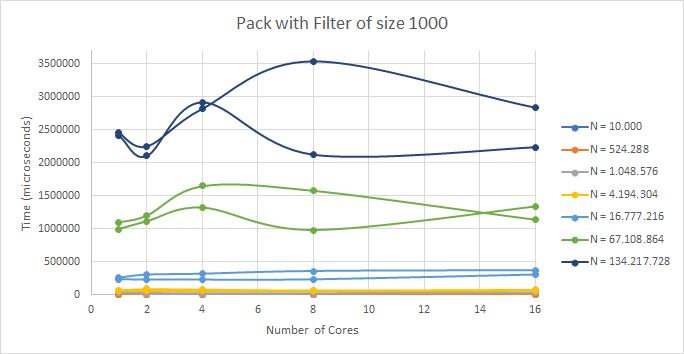 Pack with Filter of size 1000
3500000
3000000
2500000
2000000
1500000
1000000
500000
0
Time (microseconds)
0 2 4 6 8 10 12 14 16
Number of Cores
N = 10.000
N = 524.288
N = 1.048.576
N = 4.194.304
N = 16.777.216
N = 67.108.864
N = 134.217.728